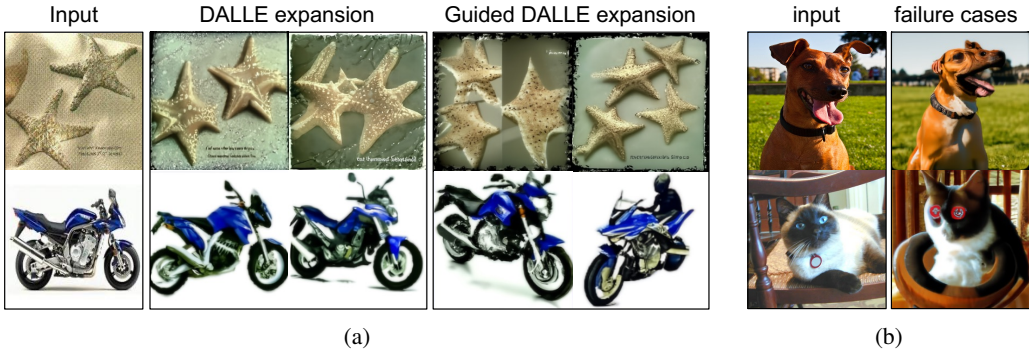 Input
DALLE expansion
Guided DALLE expansion
input
failure cases
(a)
(b)